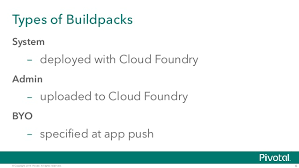 Types of Buildpacks
System
– deployed with Cloud Foundry
Admin
– uploaded to Cloud Foundry
BYO
– specified at app push
Pivotal